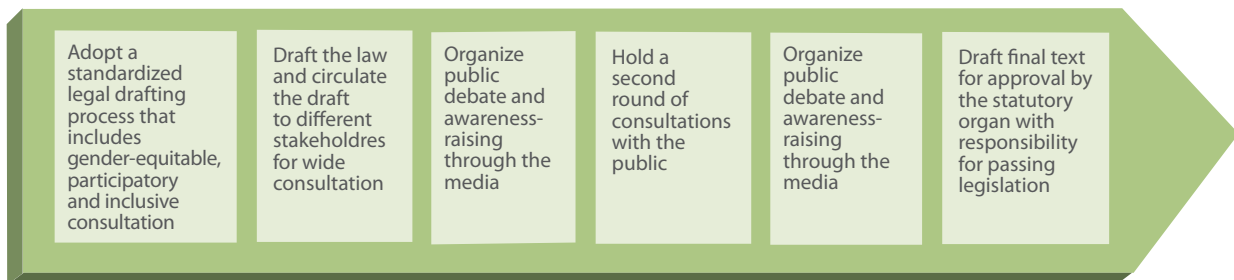 Adopt a
standardized
legal drafting
process that
includes
gender-equitable,
participatory
and inclusive
consultation
Draft the law
and circulate
the draft
to different
stakeholdres
for wide
consultation
Organize
public
debate and
awareness-
raising
through the
media
Hold a
second
round of
consultations
with the
public
Organize
public
debate and
awareness-
raising
through the
media
Draft final text
for approval by
the statutory
organ with
responsibility
for passing
legislation